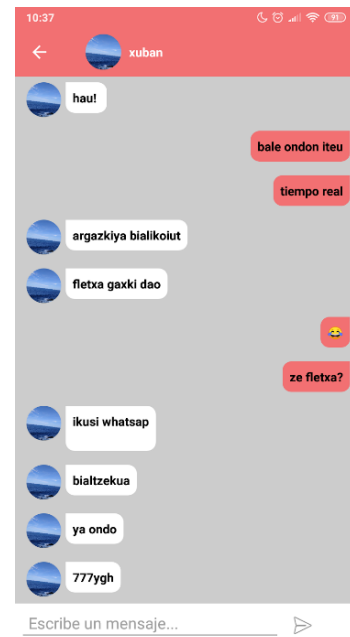 10:37
91
xuban
hau!
bale ondon iteu
tiempo real
argazkiya bialikoiut
fletxa gaxki dao
😂
ze fletxa?
ikusi whatsap
bialtzekua
ya ondo
777ygh
Escribe un mensaje...